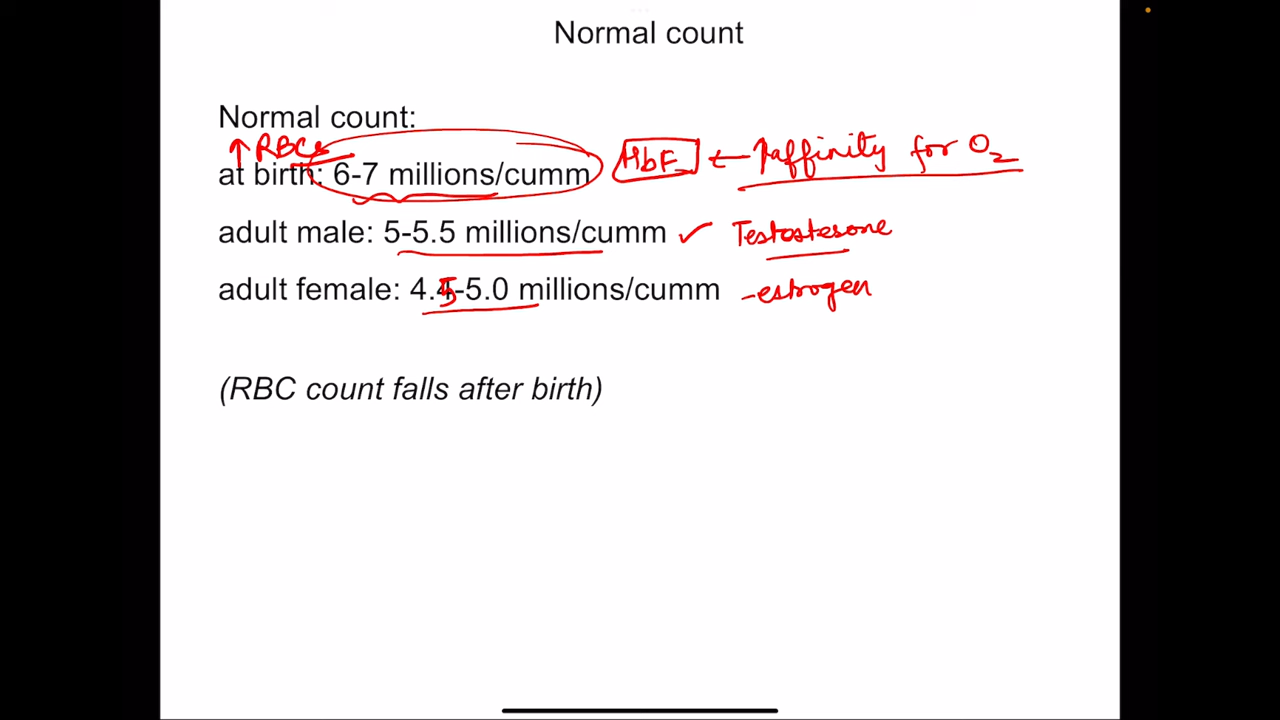 Normal count
Normal count:
↑ RBCs
at birth: 6-7 millions/cumm HbF ← ↑affinity for O2
adult male: 5-5.5 millions/cumm ✓ Testosterone
adult female: 4.5-5.0 millions/cumm -estrogen
(RBC count falls after birth)